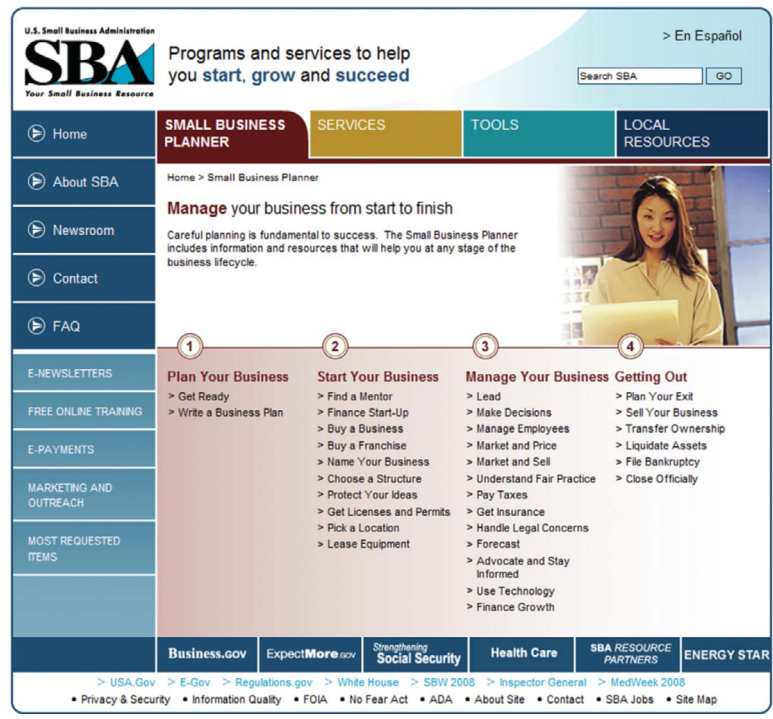 U.S. Small Business Administration
SBA
Your Small Business Resource
Programs and services to help
you start, grow and succeed
> En Español
Search SBA
GO
Home
About SBA
Newsroom
Contact
FAQ
E-NEWSLETTERS
FREE ONLINE TRAINING
E-PAYMENTS
MARKETING AND
OUTREACH
MOST REQUESTED
ITEMS
SMALL BUSINESS
PLANNER
SERVICES
TOOLS
LOCAL
RESOURCES
Home > Small Business Planner
Manage your business from start to finish
Careful planning is fundamental to success. The Small Business Planner
includes information and resources that will help you at any stage of the
business lifecycle.
1
Plan Your Business
> Get Ready
> Write a Business Plan
2
Start Your Business
> Find a Mentor
> Finance Start-Up
> Buy a Business
> Buy a Franchise
> Name Your Business
> Choose a Structure
> Protect Your Ideas
> Get Licenses and Permits
> Pick a Location
> Lease Equipment
3
Manage Your Business
> Lead
> Make Decisions
> Manage Employees
> Market and Price
> Market and Sell
> Understand Fair Practice
> Pay Taxes
> Get Insurance
> Handle Legal Concerns
> Forecast
> Advocate and Stay
Informed
> Use Technology
> Finance Growth
4
Getting Out
> Plan Your Exit
> Sell Your Business
> Transfer Ownership
> Liquidate Assets
> File Bankruptcy
> Close Officially
Business.gov
ExpectMore.gov
Strengthening
Social Security
Health Care
SBA RESOURCE
PARTNERS
ENERGY STAR
> USA.Gov > E-Gov > Regulations.gov > White House > SBW 2008 > Inspector General > MedWeek 2008
• Privacy & Security • Information Quality • FOIA • No Fear Act • ADA • About Site • Contact • SBA Jobs • Site Map